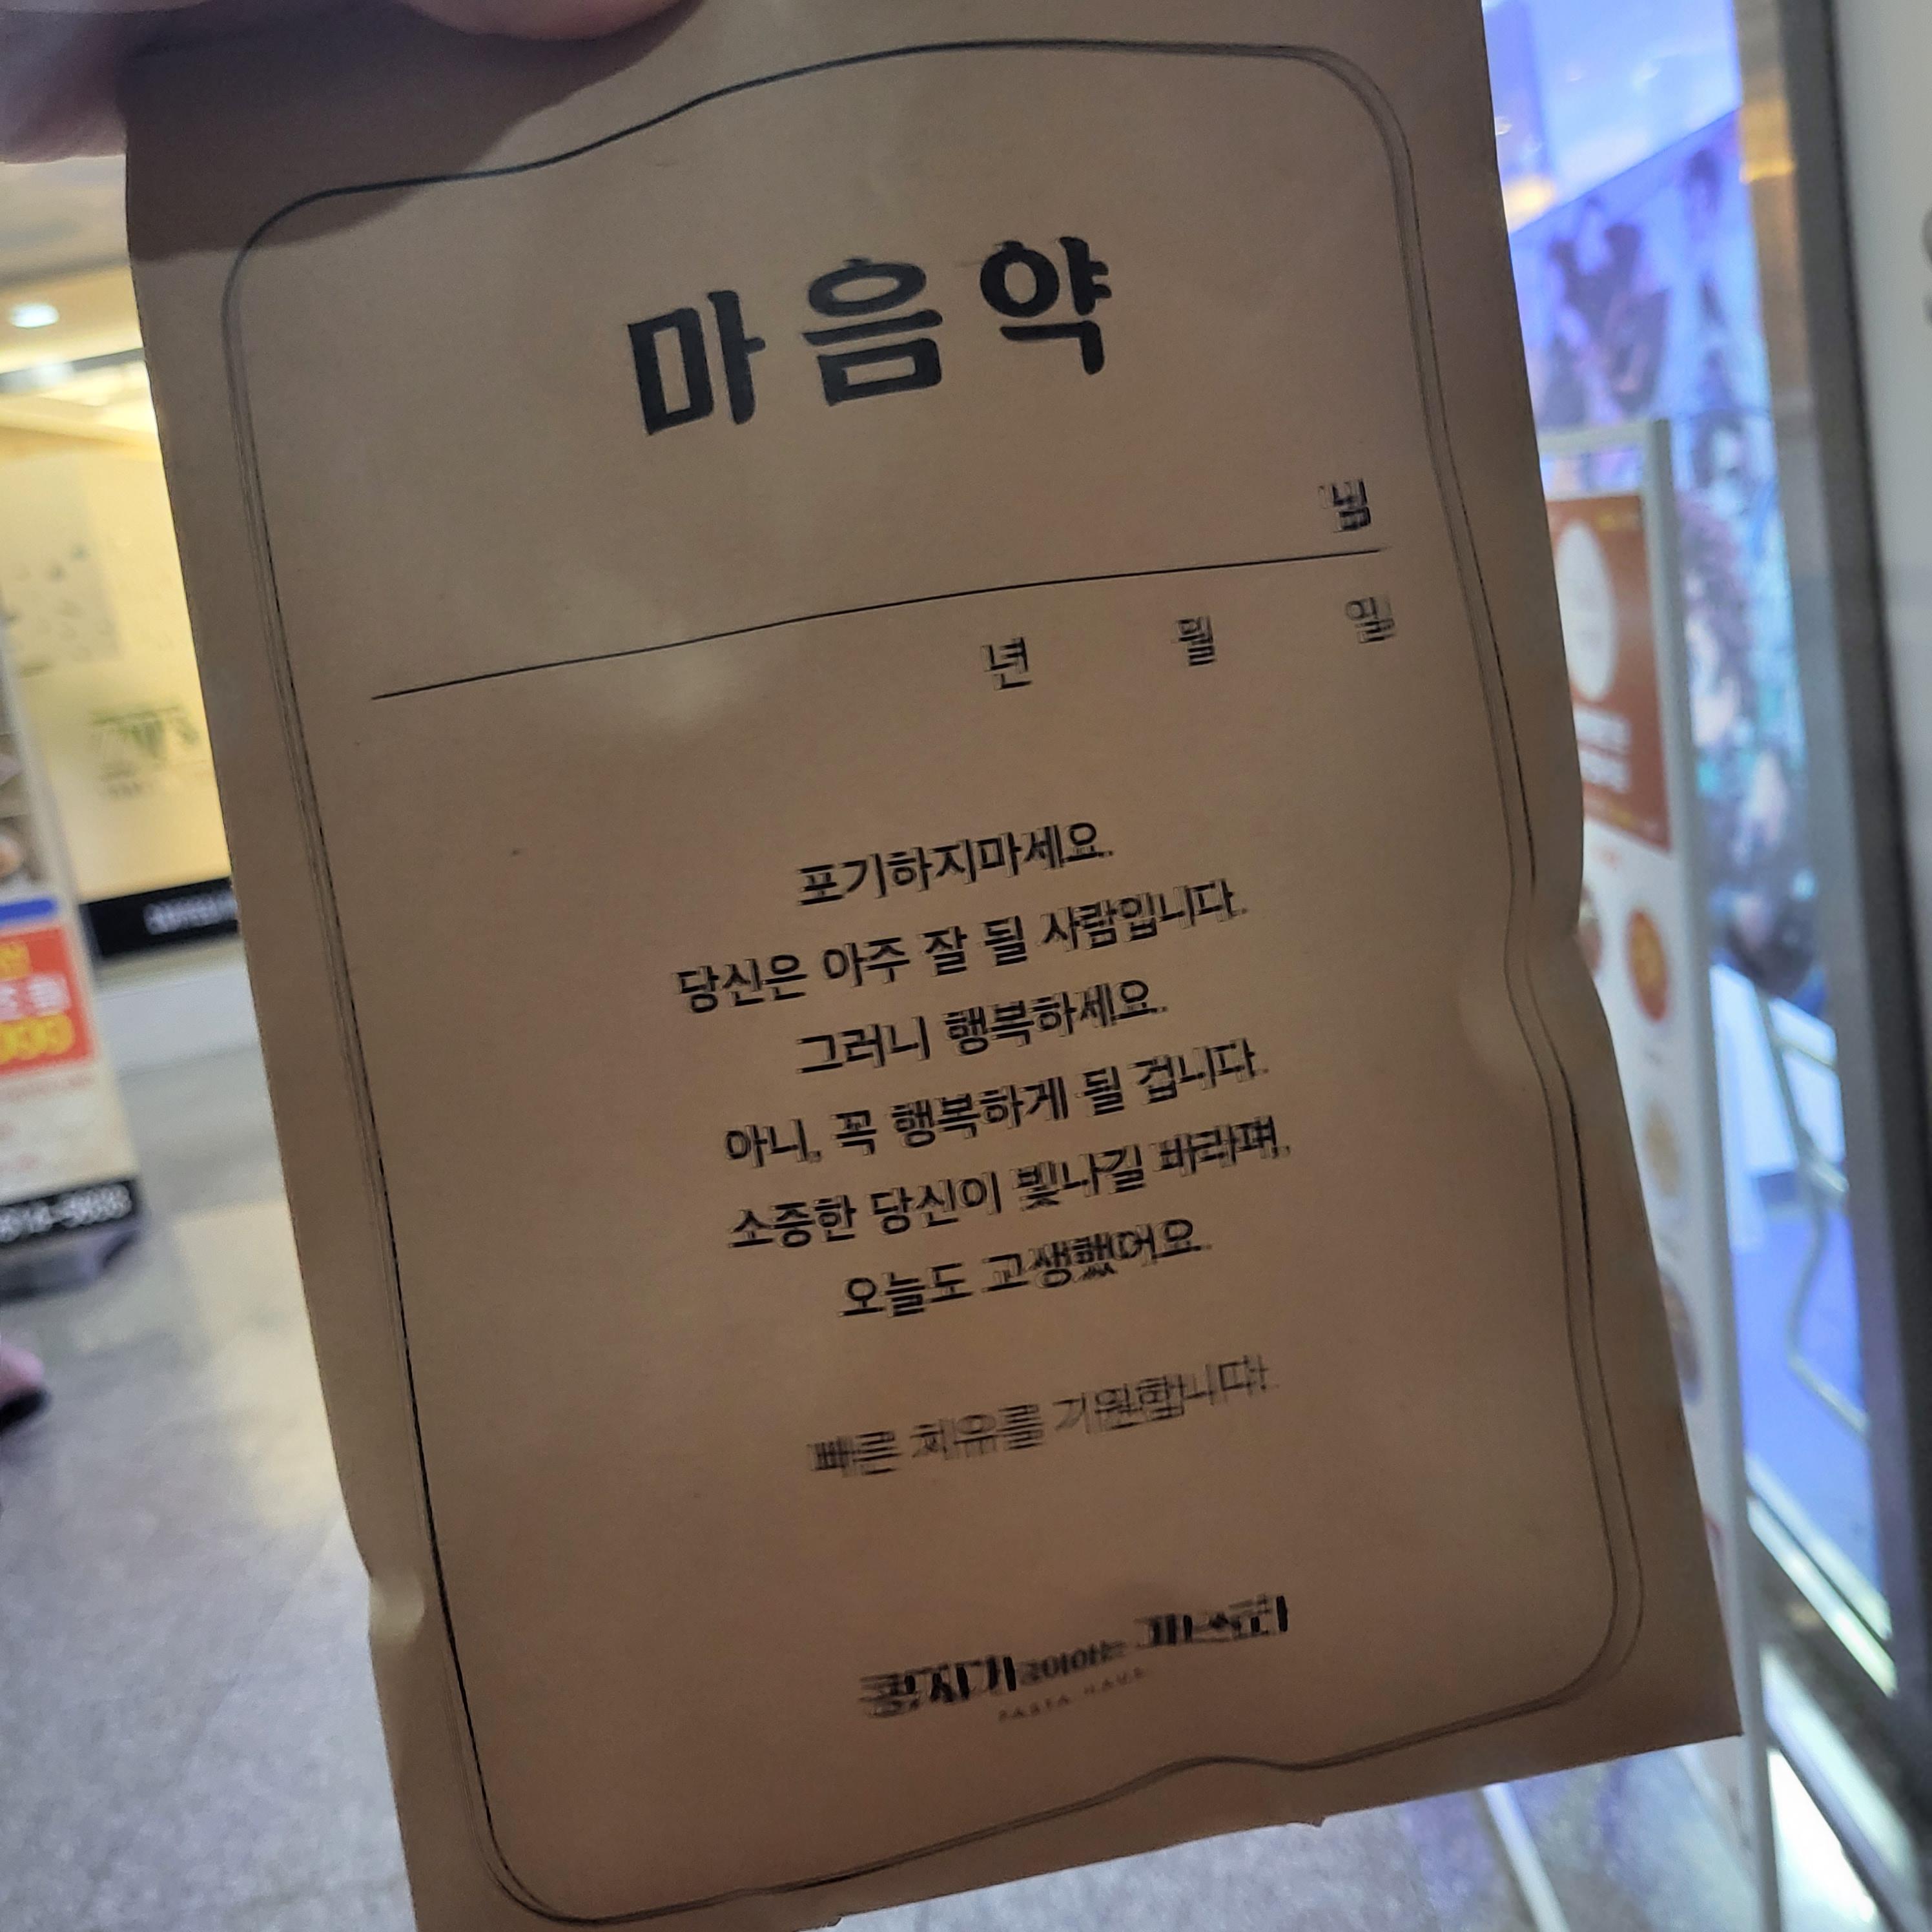 마음약
님
년 월 일
포기하지마세요.
당신은 아주 잘 될 사람입니다.
그러니 행복하세요.
아니, 꼭 행복하게 될 겁니다.
소중한 당신이 빛나길 바라며,
오늘도 고생했어요.
빠른 치유를 기원합니다!
파스타
PASTA HAUS